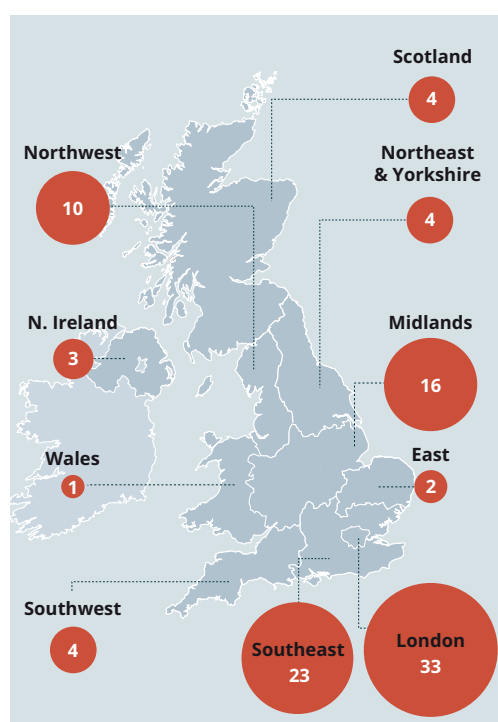 Scotland
4
Northwest
10
Northeast
& Yorkshire
4
N. Ireland
3
Midlands
16
Wales
1
East
2
Southwest
4
Southeast
23
London
33